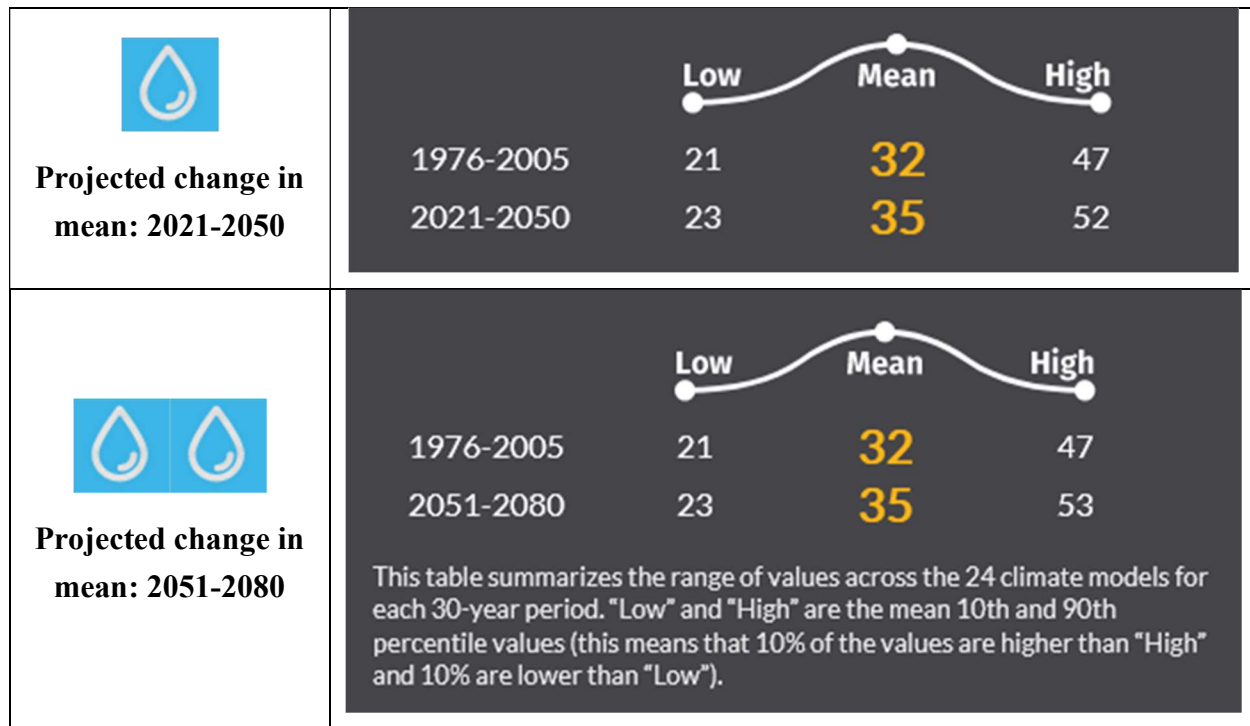 Projected change in
mean: 2021-2050
Low Mean High
1976-2005 21 32 47
2021-2050 23 35 52
Projected change in
mean: 2051-2080
Low Mean High
1976-2005 21 32 47
2051-2080 23 35 53
This table summarizes the range of values across the 24 climate models for
each 30-year period. “Low” and “High” are the mean 10th and 90th
percentile values (this means that 10% of the values are higher than “High”
and 10% are lower than “Low”).